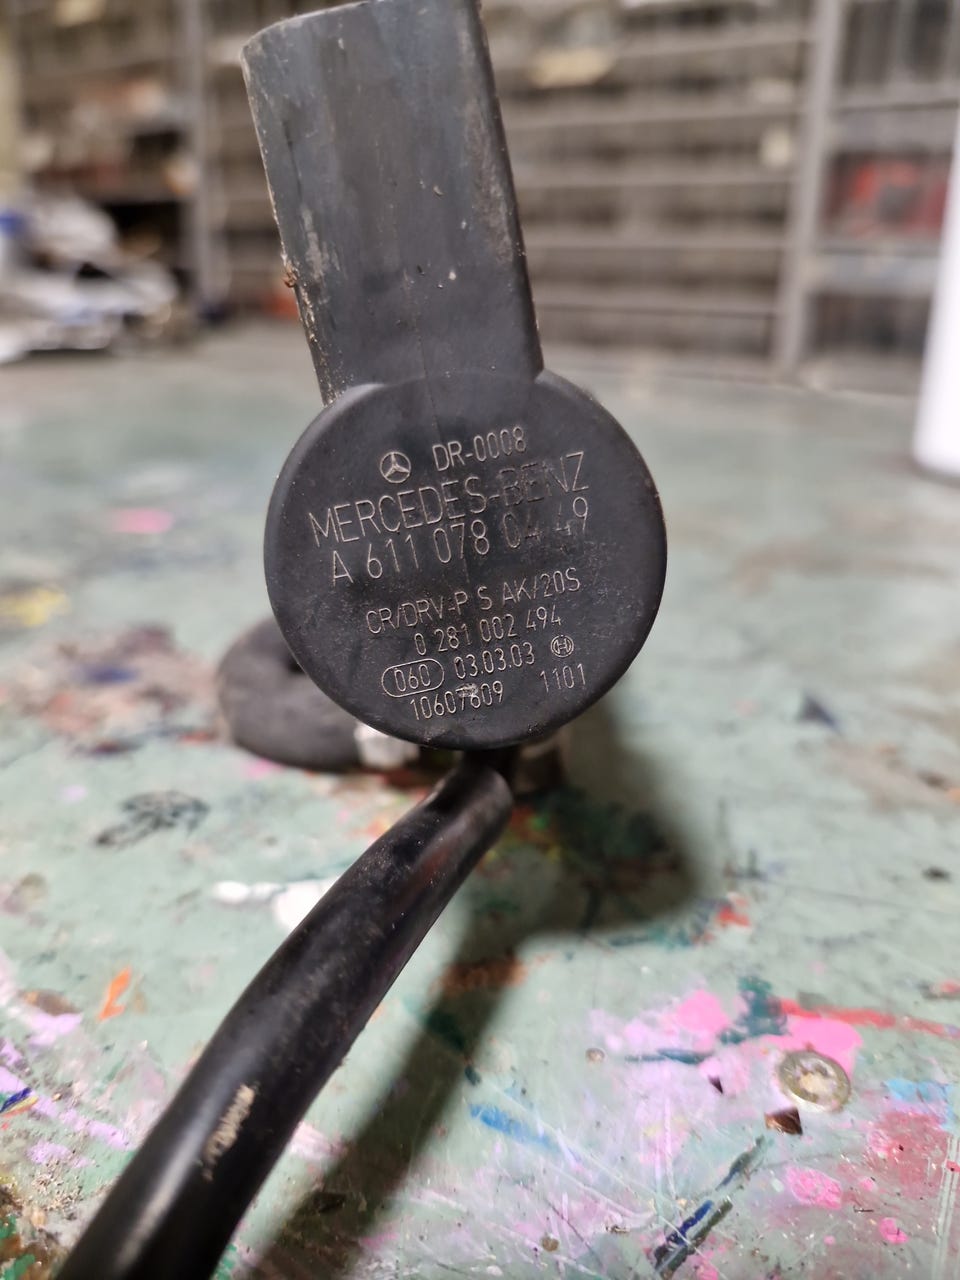 DR-0008
MERCEDES-BENZ
A 611 078 04 49
CR/DRV-P S AK/20S
0 281 002 494
060 03.03.03 H
10607609 1101